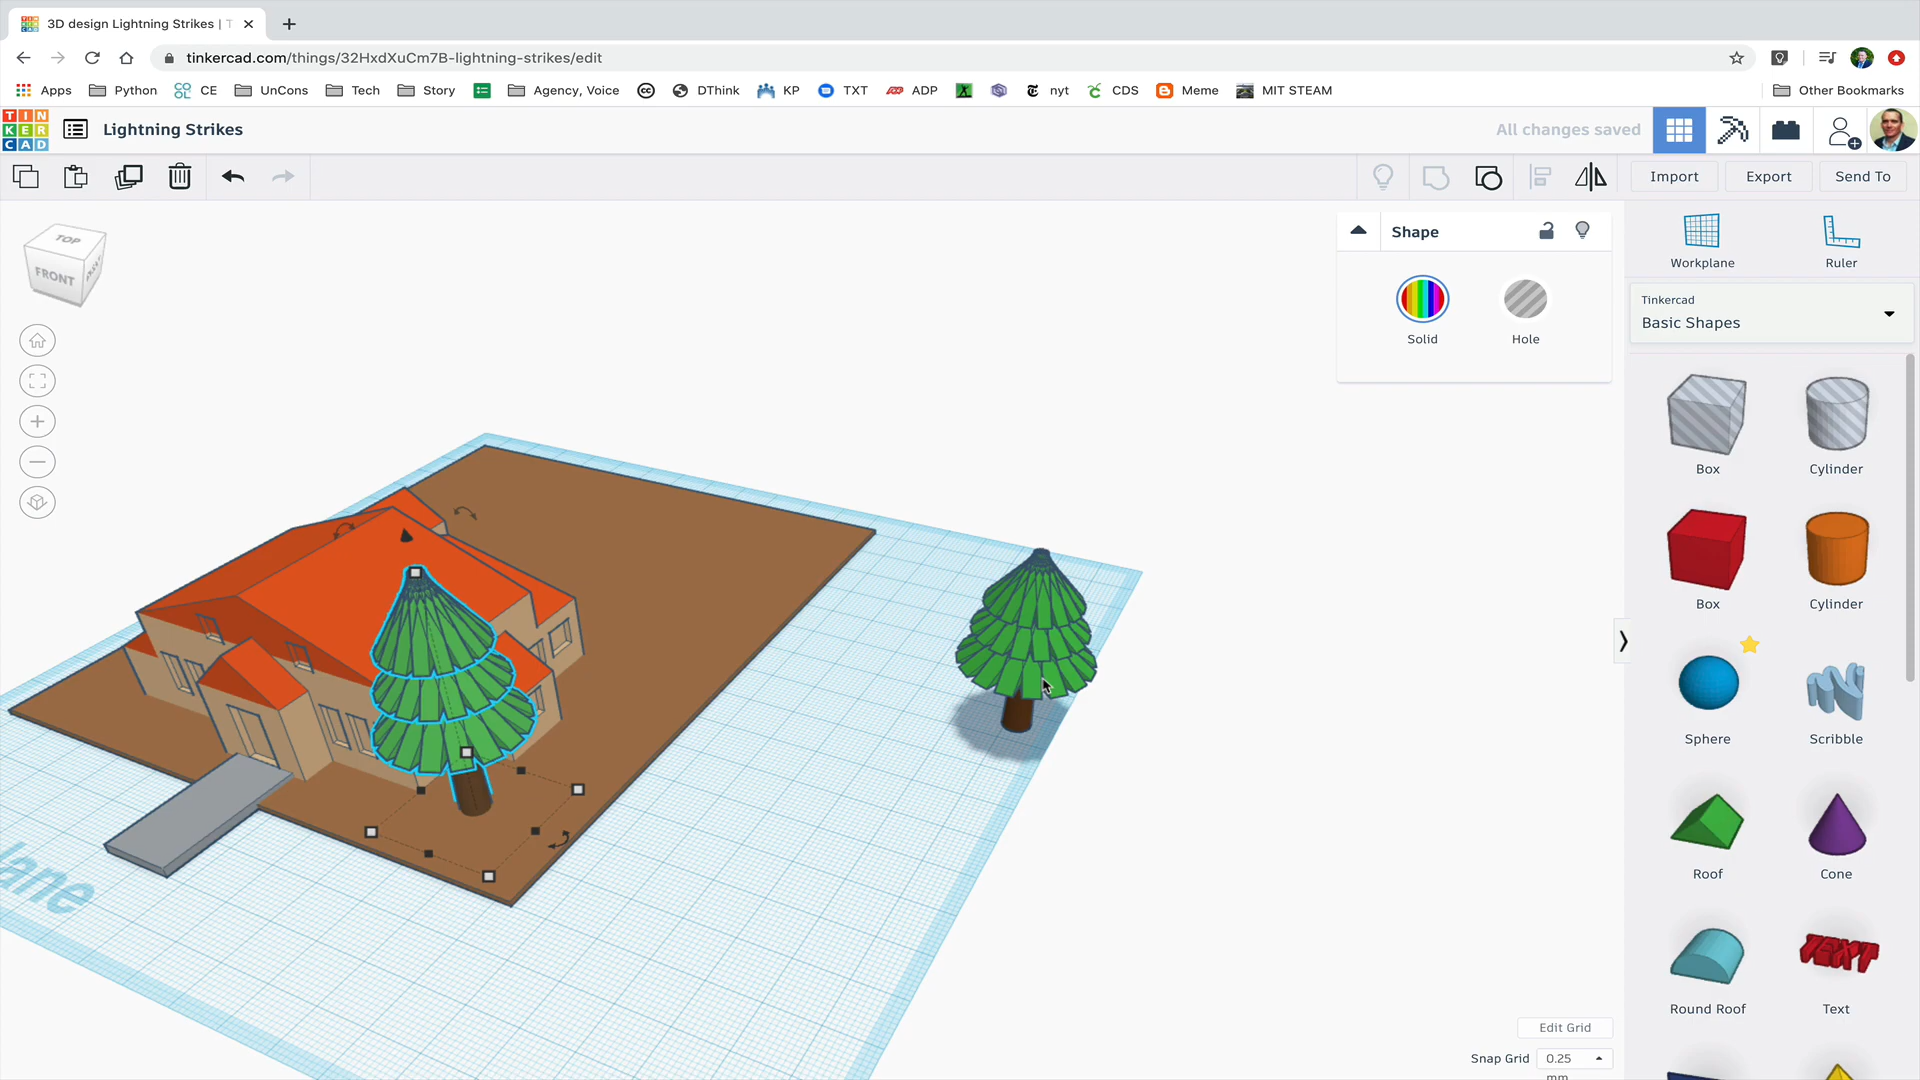 3D design Lightning Strikes | T
tinkercad.com/things/32HxdXuCm7B-lightning-strikes/edit
Apps Python CE UnCons Tech Story Agency, Voice DThink KP TXT ADP nyt CDS Meme MIT STEAM Other Bookmarks
TIN
KER
CAD
Lightning Strikes
All changes saved
Import Export Send To
TOP
FRONT
Shape
Solid Hole
Workplane Ruler
Tinkercad
Basic Shapes
Box Cylinder
Box Cylinder
Sphere Scribble
Roof Cone
TEXT
Round Roof Text
lane
Edit Grid
Snap Grid 0.25
mm